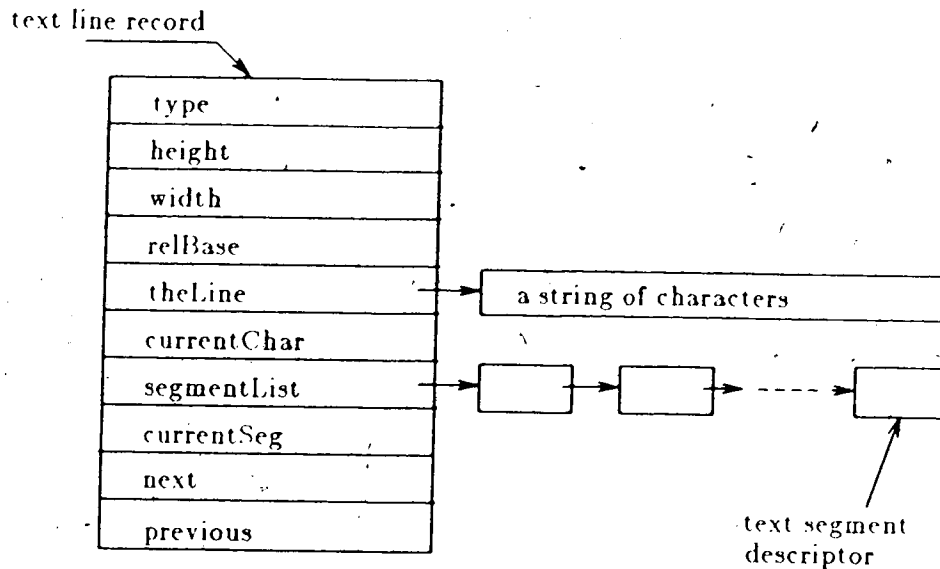 text line record
type
height
width
relBase
theLine
a string of characters
currentChar
segmentList
currentSeg
next
previous
text segment
descriptor